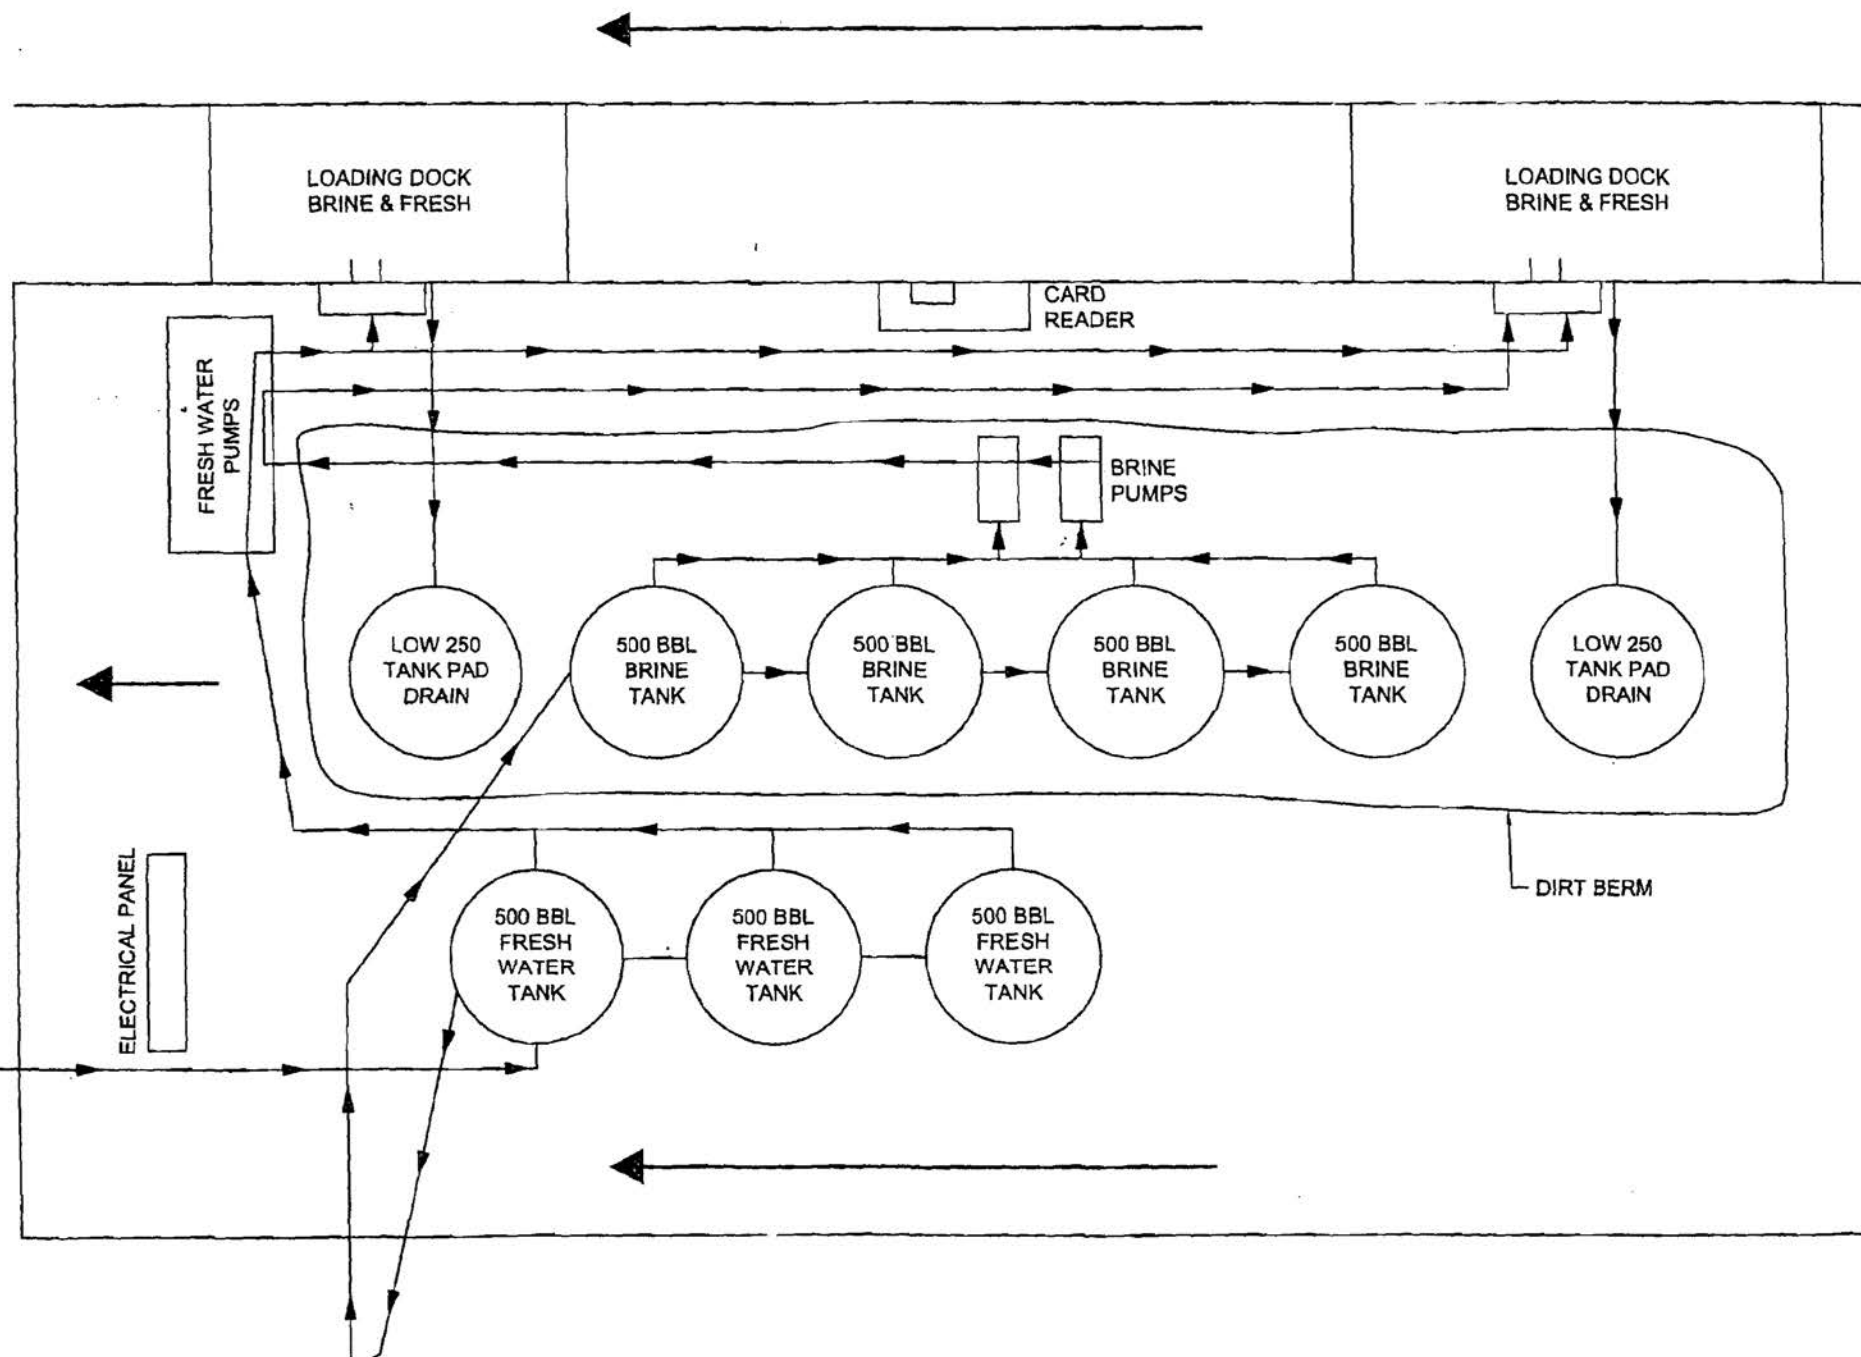 LOADING DOCK
BRINE & FRESH
LOADING DOCK
BRINE & FRESH
CARD
READER
FRESH WATER
PUMPS
BRINE
PUMPS
LOW 250
TANK PAD
DRAIN
500 BBL
BRINE
TANK
500 BBL
BRINE
TANK
500 BBL
BRINE
TANK
500 BBL
BRINE
TANK
LOW 250
TANK PAD
DRAIN
ELECTRICAL PANEL
500 BBL
FRESH
WATER
TANK
500 BBL
FRESH
WATER
TANK
500 BBL
FRESH
WATER
TANK
DIRT BERM